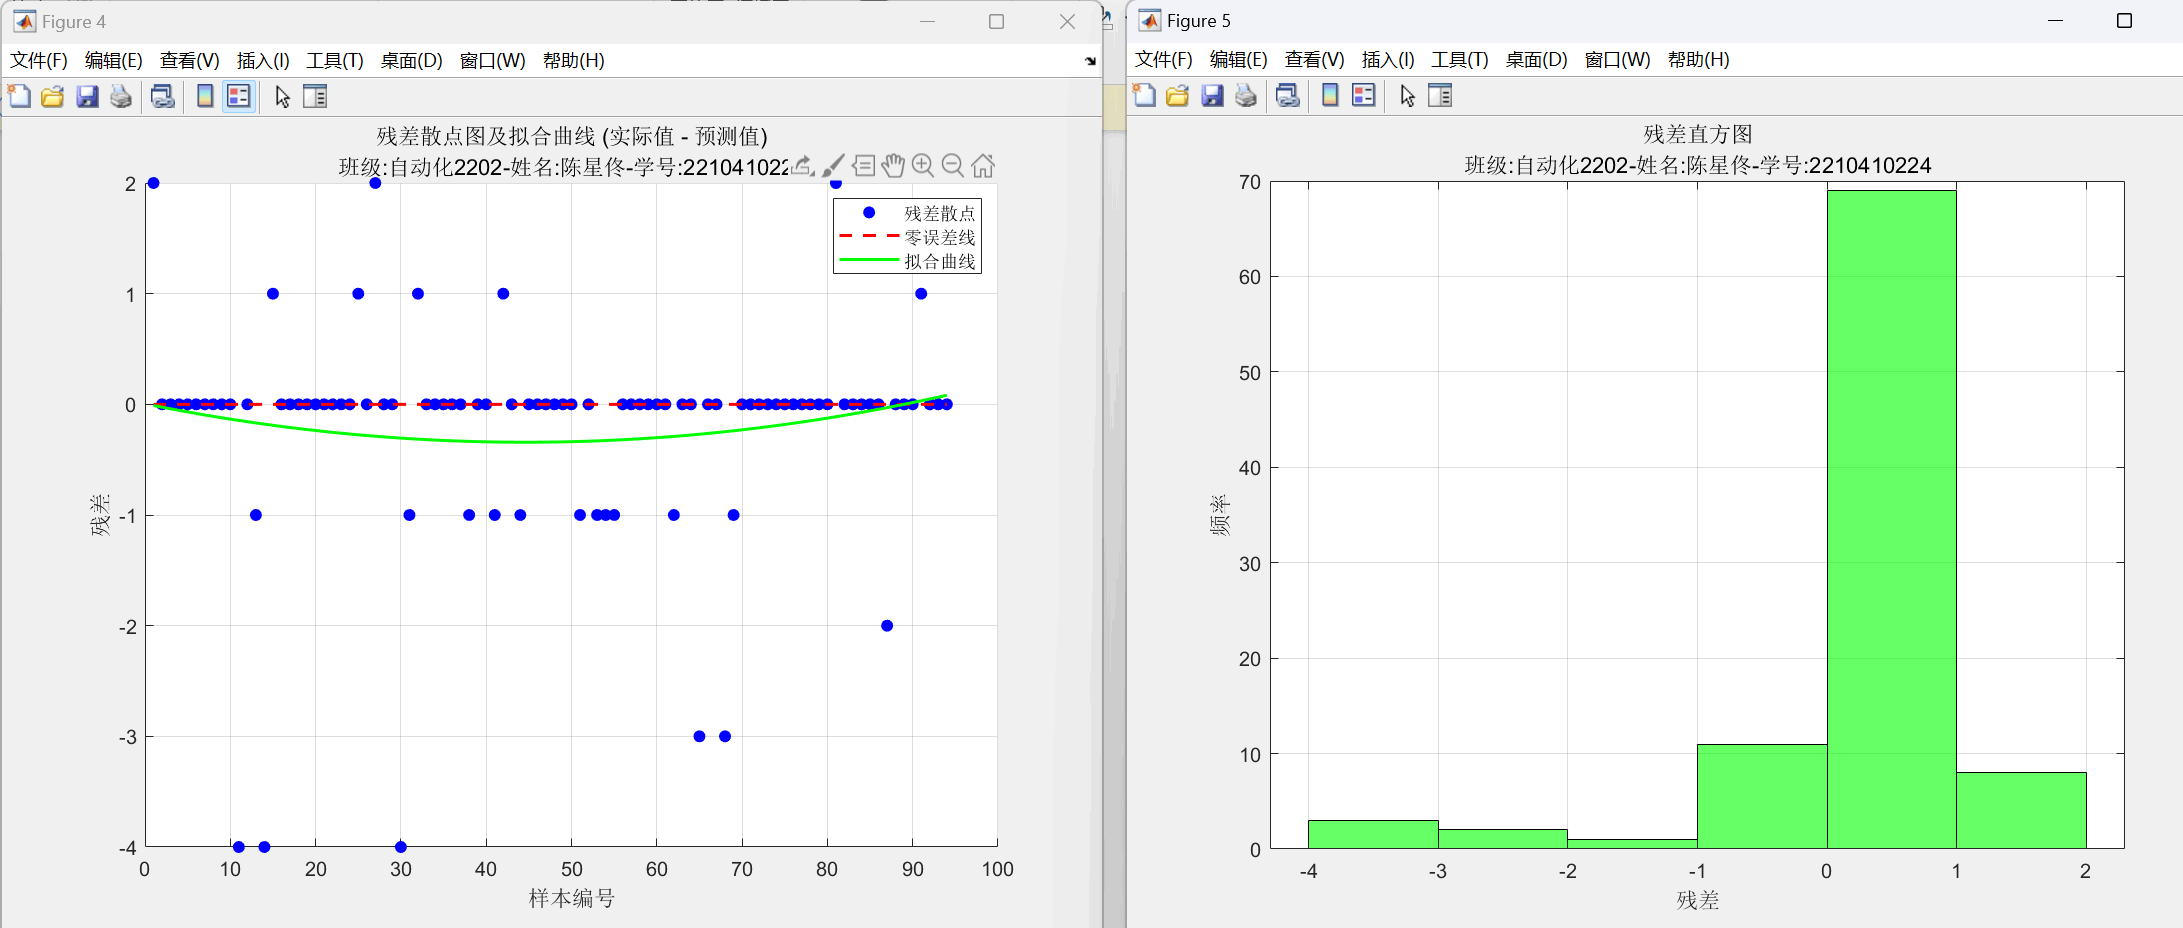 Figure 4
文件(F) 编辑(E) 查看(V) 插入(I) 工具(T) 桌面(D) 窗口(W) 帮助(H)
残差散点图及拟合曲线 (实际值 - 预测值)
班级:自动化2202-姓名:陈星佟-学号:221041022
残差散点
零误差线
拟合曲线
2
1
0
-1
-2
-3
-4
残差
0 10 20 30 40 50 60 70 80 90 100
样本编号
Figure 5
文件(F) 编辑(E) 查看(V) 插入(I) 工具(T) 桌面(D) 窗口(W) 帮助(H)
残差直方图
班级:自动化2202-姓名:陈星佟-学号:2210410224
70
60
50
40
30
20
10
0
频率
-4 -3 -2 -1 0 1 2
残差